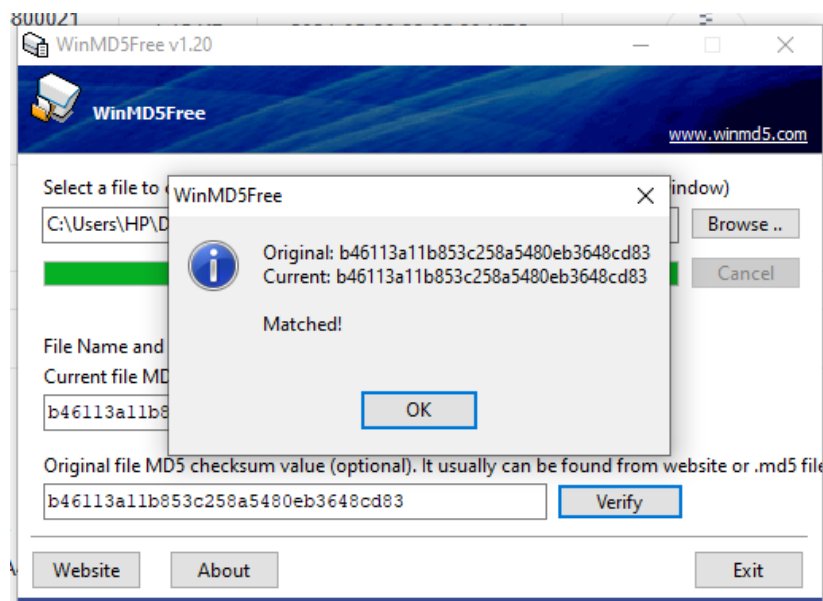 800021
WinMD5Free v1.20
WinMD5Free
www.winmd5.com
Select a file to
indow)
WinMD5Free
C:\Users\HP\D
Browse ..
Original: b46113a11b853c258a5480eb3648cd83
Current: b46113a11b853c258a5480eb3648cd83
Cancel
Matched!
File Name and
Current file MD
b46113a11b8
OK
Original file MD5 checksum value (optional). It usually can be found from website or .md5 file
b46113a11b853c258a5480eb3648cd83
Verify
Website
About
Exit